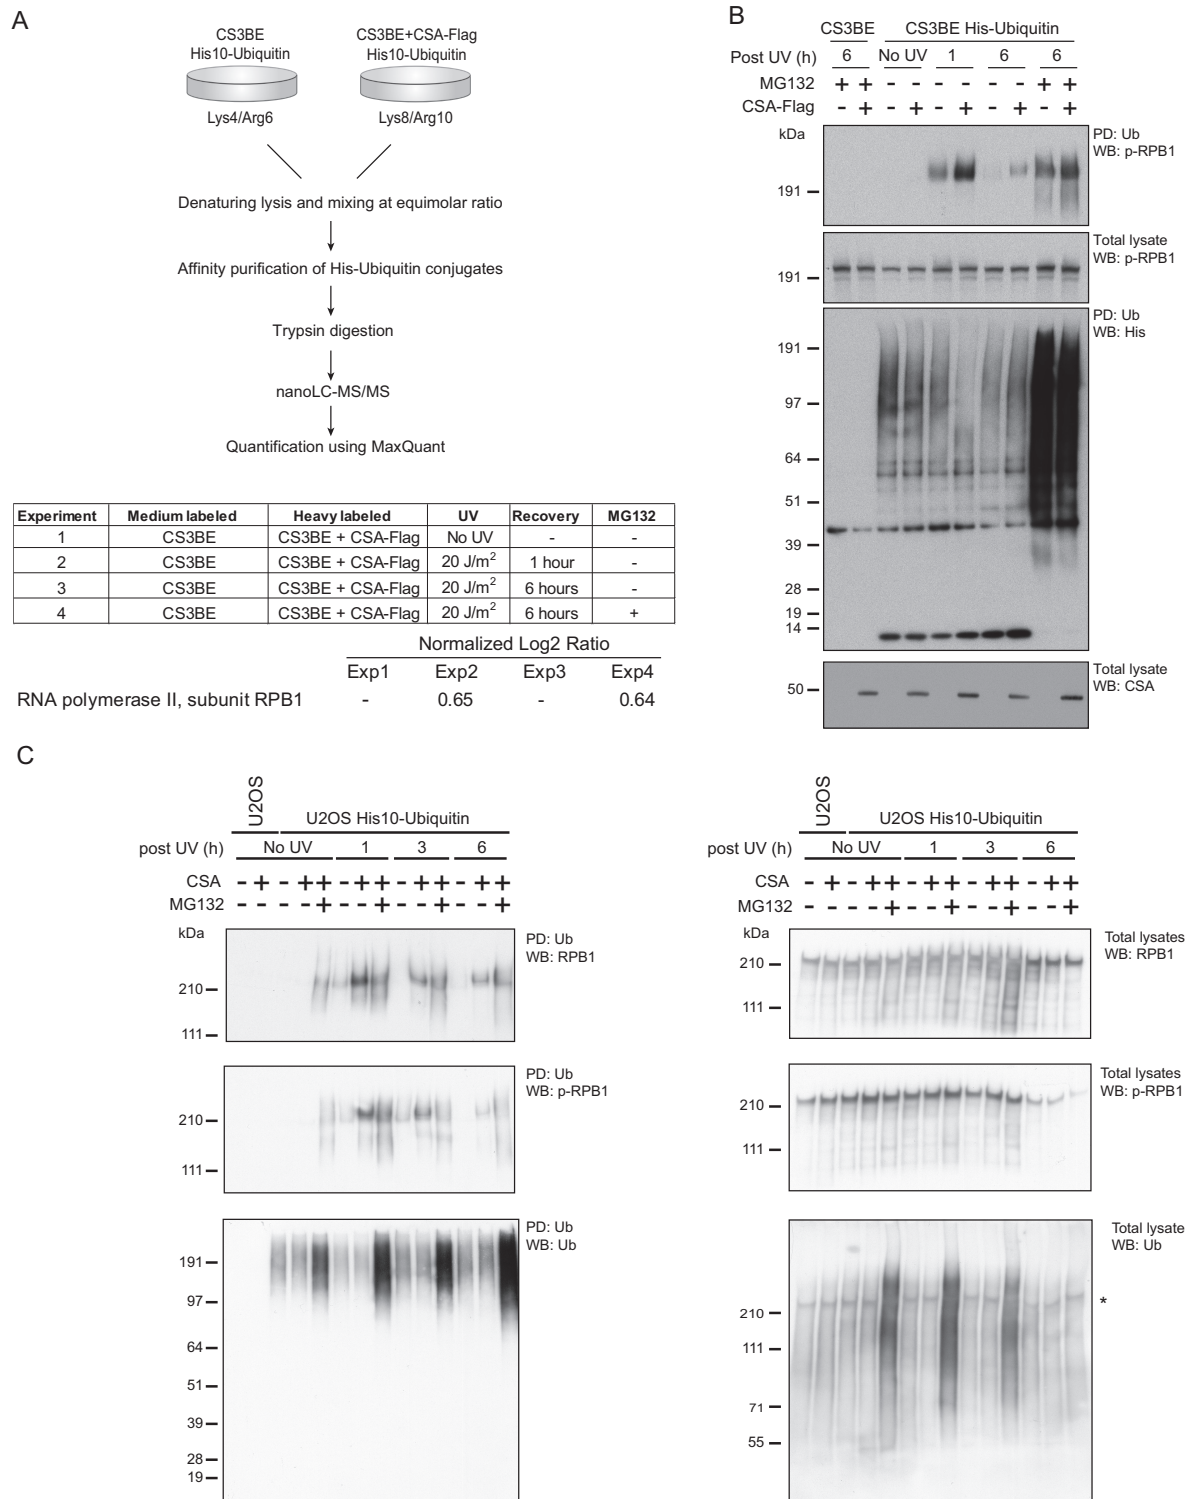 A
CS3BE
His10-Ubiquitin
CS3BE+CSA-Flag
His10-Ubiquitin
Lys4/Arg6
Lys8/Arg10
Denaturing lysis and mixing at equimolar ratio
Affinity purification of His-Ubiquitin conjugates
Trypsin digestion
nanoLC-MS/MS
Quantification using MaxQuant
Experiment Medium labeled Heavy labeled UV Recovery MG132
1 CS3BE CS3BE + CSA-Flag No UV - -
2 CS3BE CS3BE + CSA-Flag 20 J/m2 1 hour -
3 CS3BE CS3BE + CSA-Flag 20 J/m2 6 hours -
4 CS3BE CS3BE + CSA-Flag 20 J/m2 6 hours +
Normalized Log2 Ratio
Exp1 Exp2 Exp3 Exp4
RNA polymerase II, subunit RPB1 - 0.65 - 0.64
B
CS3BE CS3BE His-Ubiquitin
Post UV (h) 6 No UV 1 6 6
MG132 + + - - - - - - + +
CSA-Flag - + - + - + - + - +
kDa
PD: Ub
WB: p-RPB1
191
Total lysate
WB: p-RPB1
191
PD: Ub
WB: His
191
97
64
51
39
28
19
14
Total lysate
WB: CSA
50
C
U2OS
U2OS His10-Ubiquitin
post UV (h) No UV 1 3 6
CSA - + - + + - + + - + + - + +
MG132 - - - - + - - + - - + - - +
kDa
PD: Ub
WB: RPB1
210
111
PD: Ub
WB: p-RPB1
210
111
PD: Ub
WB: Ub
191
97
64
51
39
28
19
U2OS
U2OS His10-Ubiquitin
post UV (h) No UV 1 3 6
CSA - + - + + - + + - + + - + +
MG132 - - - - + - - + - - + - - +
kDa
Total lysates
WB: RPB1
210
111
Total lysates
WB: p-RPB1
210
111
Total lysate
WB: Ub
*
210
111
71
55